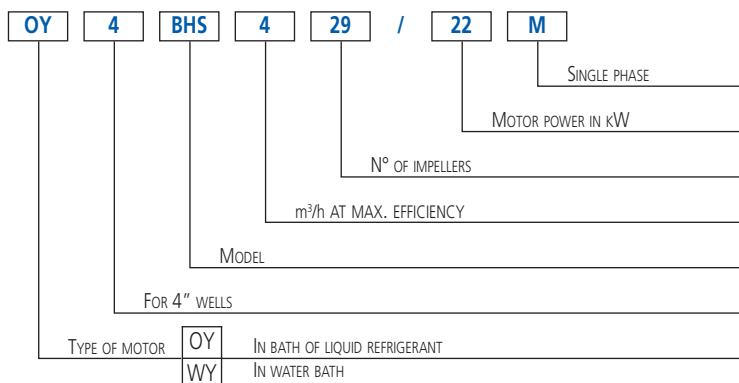 OY 4 BHS 4 29 / 22 M
SINGLE PHASE
MOTOR POWER IN KW
N° OF IMPELLERS
m³/h AT MAX. EFFICIENCY
MODEL
FOR 4” WELLS
TYPE OF MOTOR OY IN BATH OF LIQUID REFRIGERANT
WY IN WATER BATH